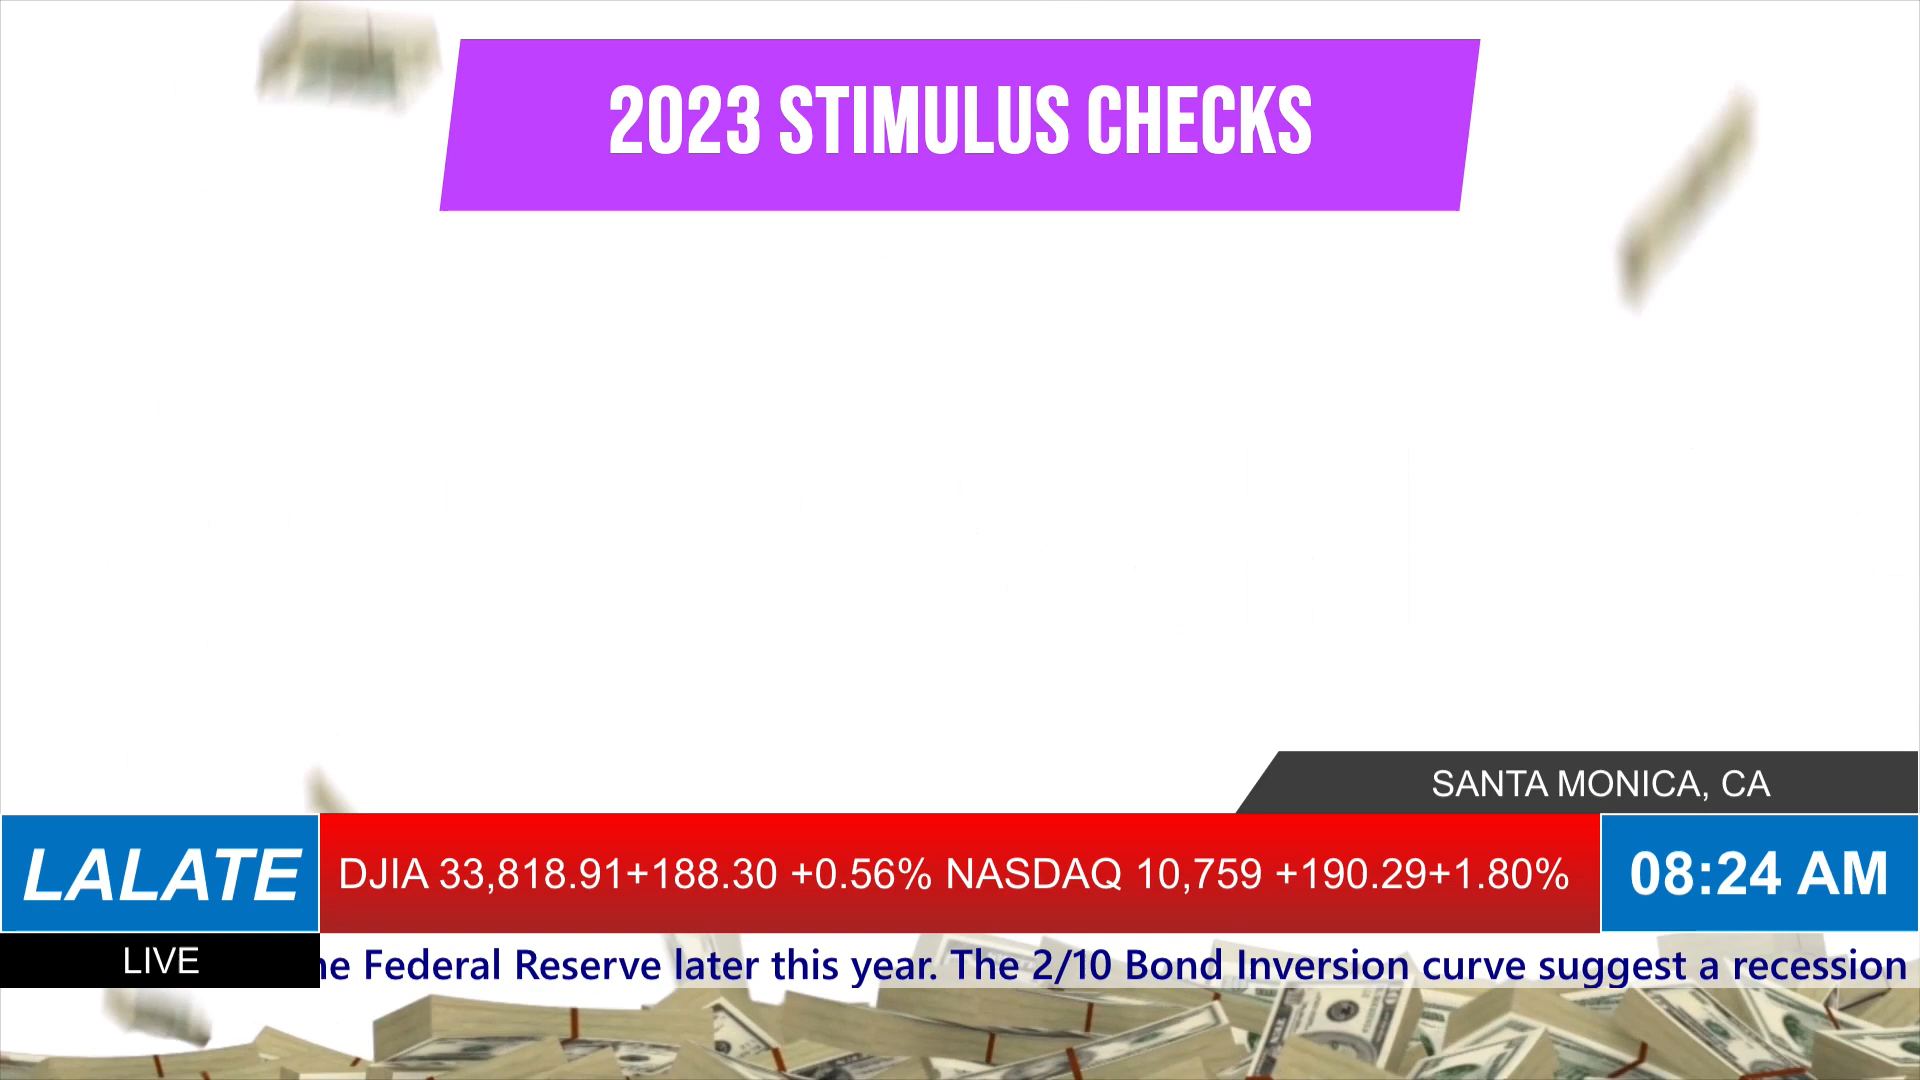 2023 STIMULUS CHECKS
SANTA MONICA, CA
LALATE
DJIA 33,818.91+188.30 +0.56% NASDAQ 10,759 +190.29+1.80%
08:24 AM
LIVE
Federal Reserve later this year. The 2/10 Bond Inversion curve suggest a recession